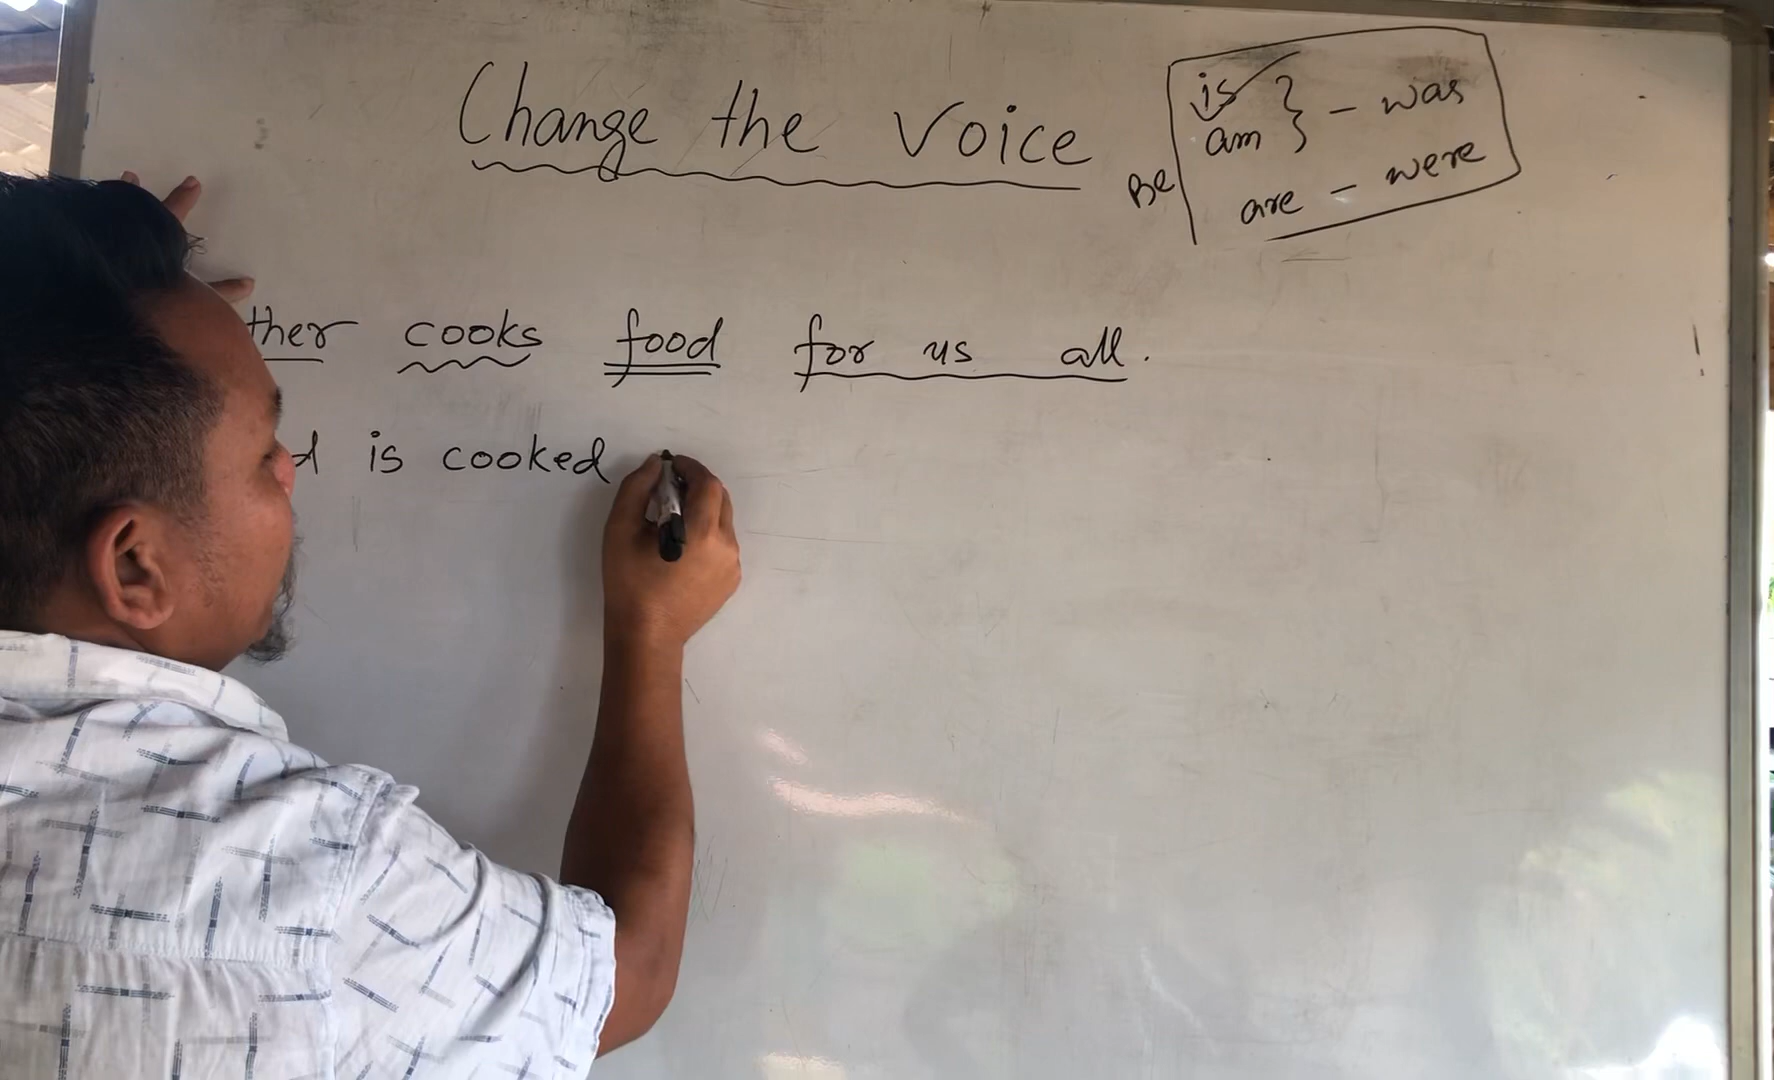 Change the Voice
is } - was
am
Be are - were
ther cooks food for us all.
d is cooked